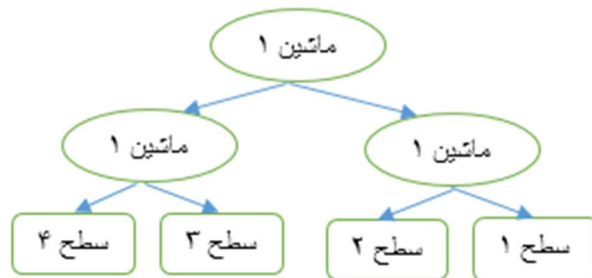 ماشین ۱
ماشین ۱
ماشین ۱
سطح ۱
سطح ۲
سطح ۳
سطح ۴